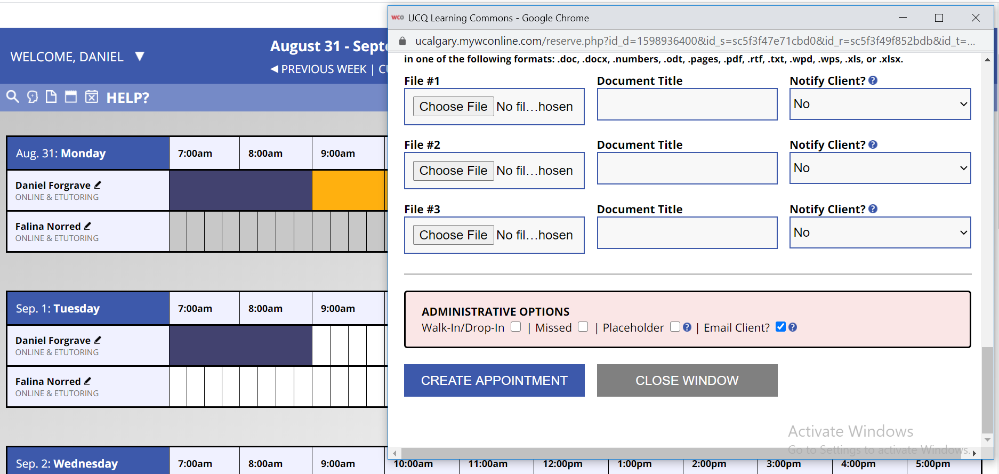 WCO UCQ Learning Commons - Google Chrome
ucalgary.mywconline.com/reserve.php?id_d=1598936400&id_s=sc5f3f47e71cbd0&id_r=sc5f3f49f852bdb&id_t=...
WELCOME, DANIEL ▼
August 31 - Septe
◀ PREVIOUS WEEK | CU
HELP?
Aug. 31: Monday 7:00am 8:00am 9:00am
Daniel Forgrave
ONLINE & ETUTORING
Falina Norred
ONLINE & ETUTORING
Sep. 1: Tuesday 7:00am 8:00am 9:00am
Daniel Forgrave
ONLINE & ETUTORING
Falina Norred
ONLINE & ETUTORING
Sep. 2: Wednesday 7:00am 8:00am 9:00am 10:00am 11:00am 12:00pm 1:00pm 2:00pm 3:00pm 4:00pm 5:00pm
in one of the following formats: .doc, .docx, .numbers, .odt, .pages, .pdf, .rtf, .txt, .wpd, .wps, .xls, or .xlsx.
File #1 Document Title Notify Client? ?
Choose File No fil...hosen No
File #2 Document Title Notify Client? ?
Choose File No fil...hosen No
File #3 Document Title Notify Client? ?
Choose File No fil...hosen No
ADMINISTRATIVE OPTIONS
Walk-In/Drop-In | Missed | Placeholder ? | Email Client? ?
CREATE APPOINTMENT CLOSE WINDOW
Activate Windows
Go to Settings to activate Windows.